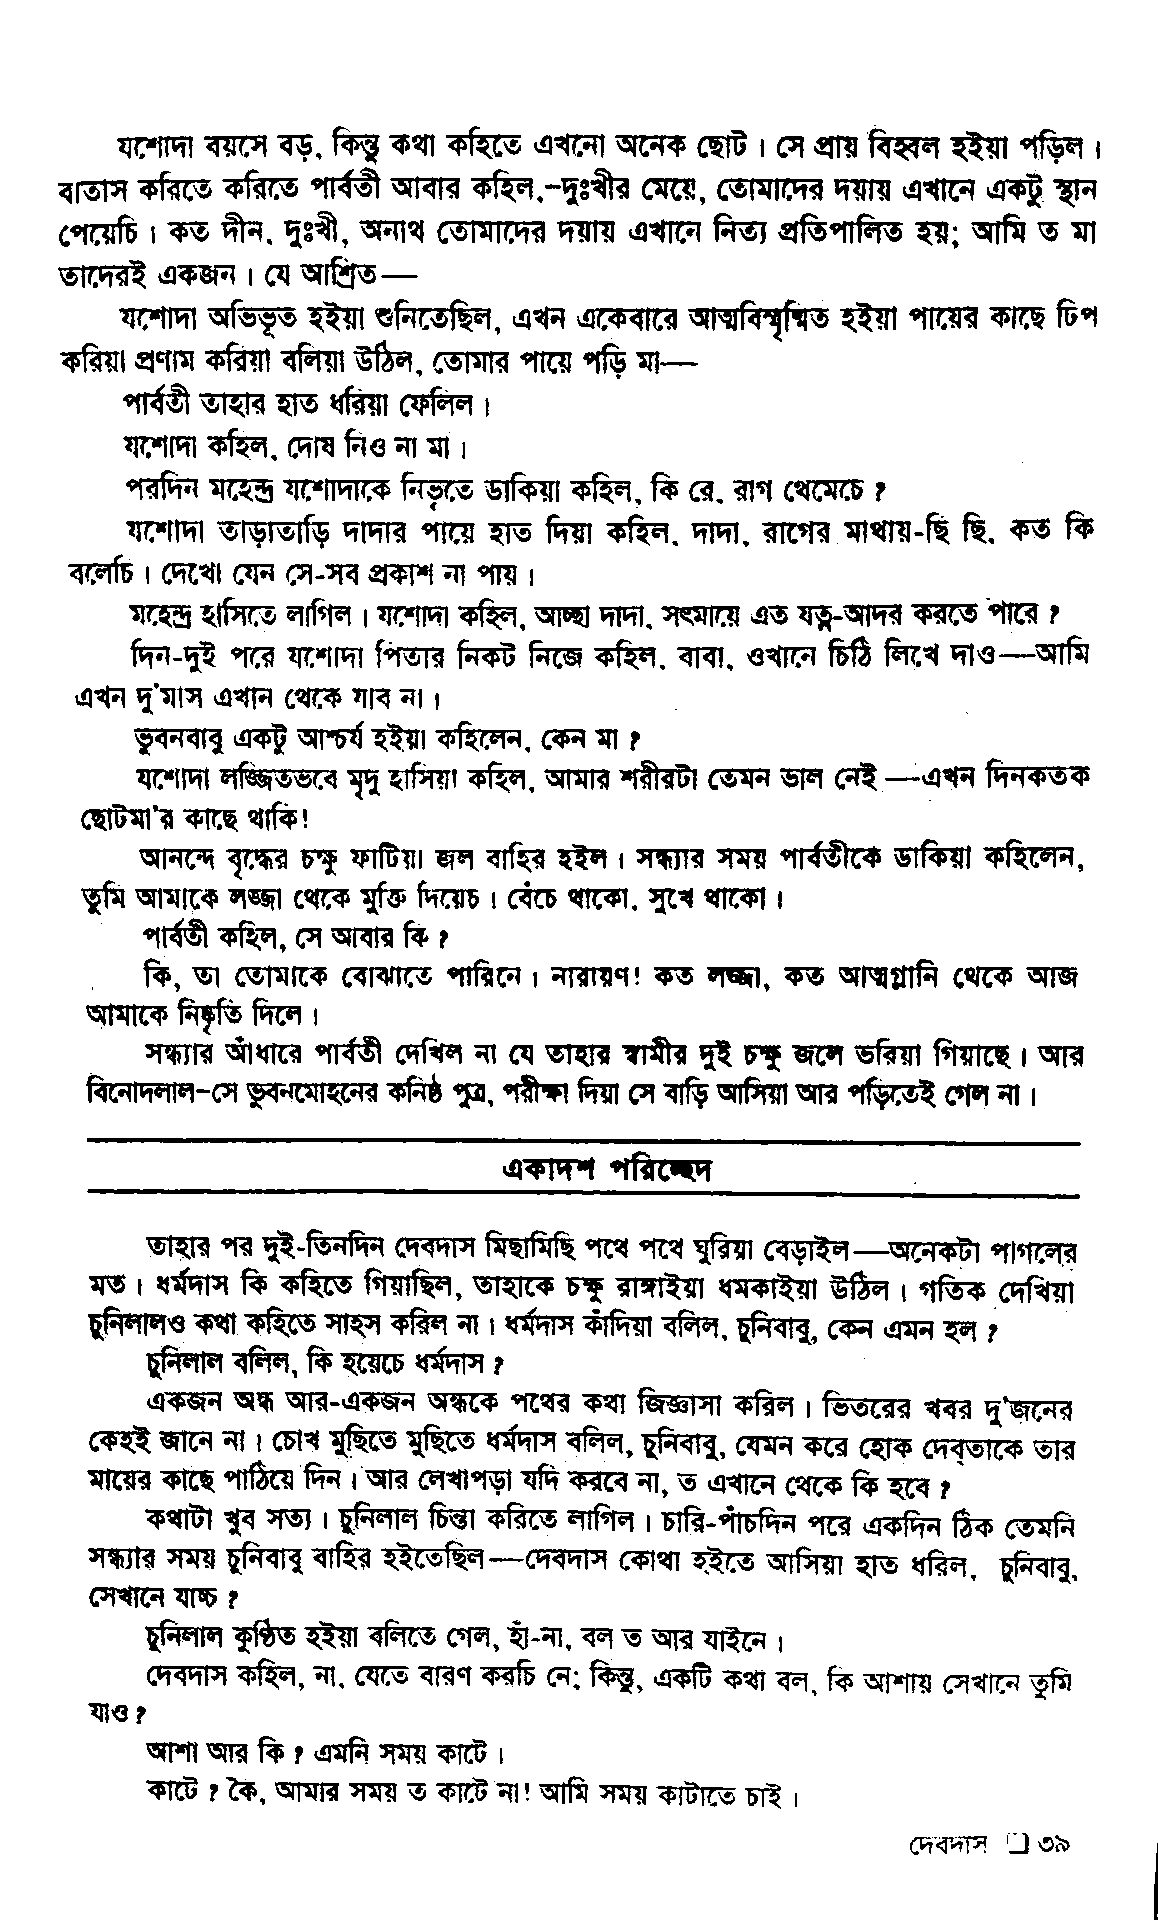 যশোদা বয়সে বড়, কিন্তু কথা কহিতে এখনো অনেক ছোট। সে প্রায় বিহ্বল হইয়া পড়িল।
বাতাস করিতে করিতে পার্বতী আবার কহিল,–দুঃখীর মেয়ে, তোমাদের দয়ায় এখানে একটু স্থান
পেয়েচি। কত দীন, দুঃখী, অনাথ তোমাদের দয়ায় এখানে নিত্য প্রতিপালিত হয়; আমি ত মা
তাদেরই একজন। যে আশ্রিত—
যশোদা অভিভূত হইয়া শুনিতেছিল, এখন একেবারে আত্মবিস্মৃম্মিত হইয়া পায়ের কাছে ঢিপ
করিয়া প্রণাম করিয়া বলিয়া উঠিল, তোমার পায়ে পড়ি মা—
পার্বতী তাহার হাত ধরিয়া ফেলিল।
যশোদা কহিল, দোষ নিও না মা।
পরদিন মহেন্দ্র যশোদাকে নিভৃতে ডাকিয়া কহিল, কি রে, রাগ থেমেচে ?
যশোদা তাড়াতাড়ি দাদার পায়ে হাত দিয়া কহিল, দাদা, রাগের মাথায়-ছি ছি, কত কি
বলেচি। দেখো যেন সে-সব প্রকাশ না পায়।
মহেন্দ্র হাসিতে লাগিল। যশোদা কহিল, আচ্ছা দাদা, সৎমায়ে এত যত্ন-আদর করতে পারে ?
দিন-দুই পরে যশোদা পিতার নিকট নিজে কহিল, বাবা, ওখানে চিঠি লিখে দাও—আমি
এখন দু'মাস এখান থেকে যাব না।
ভুবনবাবু একটু আশ্চর্য হইয়া কহিলেন, কেন মা ?
যশোদা লজ্জিতভবে মৃদু হাসিয়া কহিল, আমার শরীরটা তেমন ভাল নেই —এখন দিনকতক
ছোটমা'র কাছে থাকি!
আনন্দে বৃদ্ধের চক্ষু ফাটিয়া জল বাহির হইল। সন্ধ্যার সময় পার্বতীকে ডাকিয়া কহিলেন,
তুমি আমাকে লজ্জা থেকে মুক্তি দিয়েচ। বেঁচে থাকো, সুখে থাকো।
পার্বতী কহিল, সে আবার কি ?
কি, তা তোমাকে বোঝাতে পারিনে। নারায়ণ! কত লজ্জা, কত আত্মগ্লানি থেকে আজ
আমাকে নিষ্কৃতি দিলে।
সন্ধ্যার আঁধারে পার্বতী দেখিল না যে তাহার স্বামীর দুই চক্ষু জলে ভরিয়া গিয়াছে। আর
বিনোদলাল–সে ভুবনমোহনের কনিষ্ঠ পুত্র, পরীক্ষা দিয়া সে বাড়ি আসিয়া আর পড়িতেই গেল না।
একাদশ পরিচ্ছেদ
তাহার পর দুই-তিনদিন দেবদাস মিছামিছি পথে পথে ঘুরিয়া বেড়াইল—অনেকটা পাগলের
মত। ধর্মদাস কি কহিতে গিয়াছিল, তাহাকে চক্ষু রাঙ্গাইয়া ধমকাইয়া উঠিল। গতিক দেখিয়া
চুনিলালও কথা কহিতে সাহস করিল না। ধর্মদাস কাঁদিয়া বলিল, চুনিবাবু, কেন এমন হল ?
চুনিলাল বলিল, কি হয়েচে ধর্মদাস ?
একজন অন্ধ আর-একজন অন্ধকে পথের কথা জিজ্ঞাসা করিল। ভিতরের খবর দু'জনের
কেহই জানে না। চোখ মুছিতে মুছিতে ধর্মদাস বলিল, চুনিবাবু, যেমন করে হোক দেব্‌তাকে তার
মায়ের কাছে পাঠিয়ে দিন। আর লেখাপড়া যদি করবে না, ত এখানে থেকে কি হবে ?
কথাটা খুব সত্য। চুনিলাল চিন্তা করিতে লাগিল। চারি-পাঁচদিন পরে একদিন ঠিক তেমনি
সন্ধ্যার সময় চুনিবাবু বাহির হইতেছিল—দেবদাস কোথা হইতে আসিয়া হাত ধরিল, চুনিবাবু,
সেখানে যাচ্চ ?
চুনিলাল কুণ্ঠিত হইয়া বলিতে গেল, হাঁ-না, বল ত আর যাইনে।
দেবদাস কহিল, না, যেতে বারণ করচি নে; কিন্তু, একটি কথা বল, কি আশায় সেখানে তুমি
যাও ?
আশা আর কি ? এমনি সময় কাটে।
কাটে ? কৈ, আমার সময় ত কাটে না! আমি সময় কাটাতে চাই।
দেবদাস ❑ ৩৯